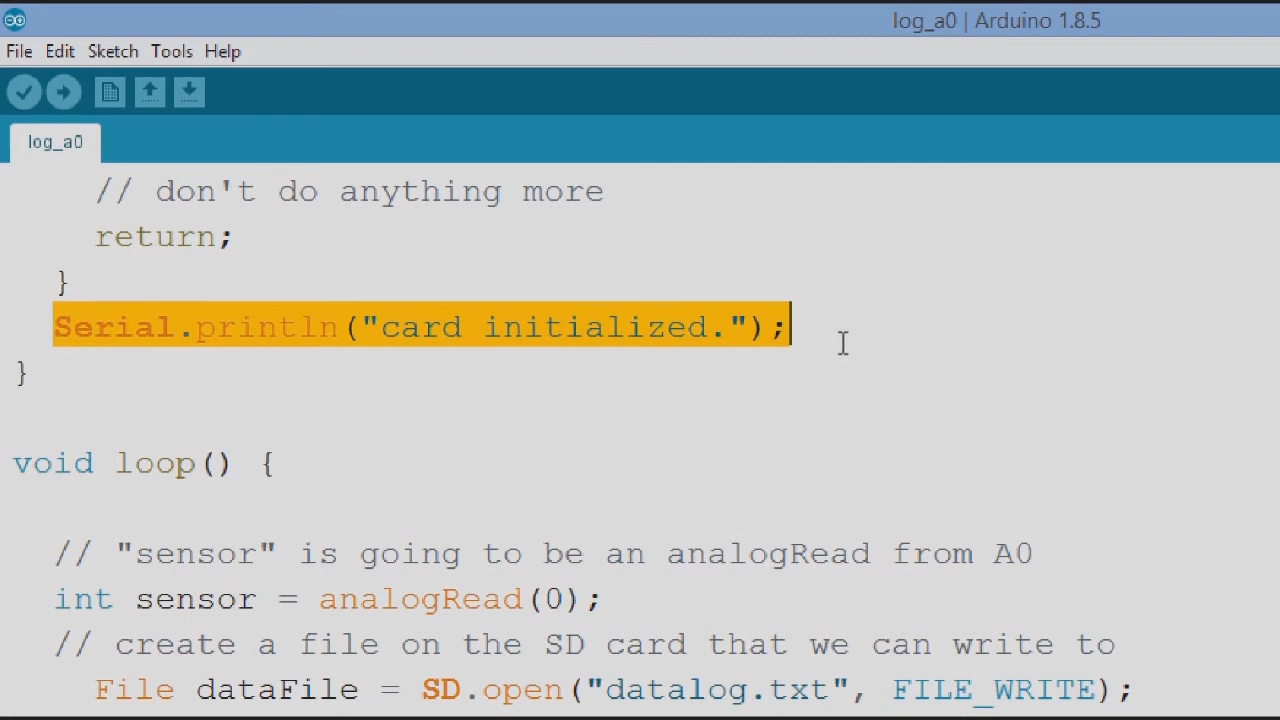 log_a0 | Arduino 1.8.5
File Edit Sketch Tools Help
log_a0
// don't do anything more
return;
}
Serial.println("card initialized.");
}
void loop() {
// "sensor" is going to be an analogRead from A0
int sensor = analogRead(0);
// create a file on the SD card that we can write to
File dataFile = SD.open("datalog.txt", FILE_WRITE);